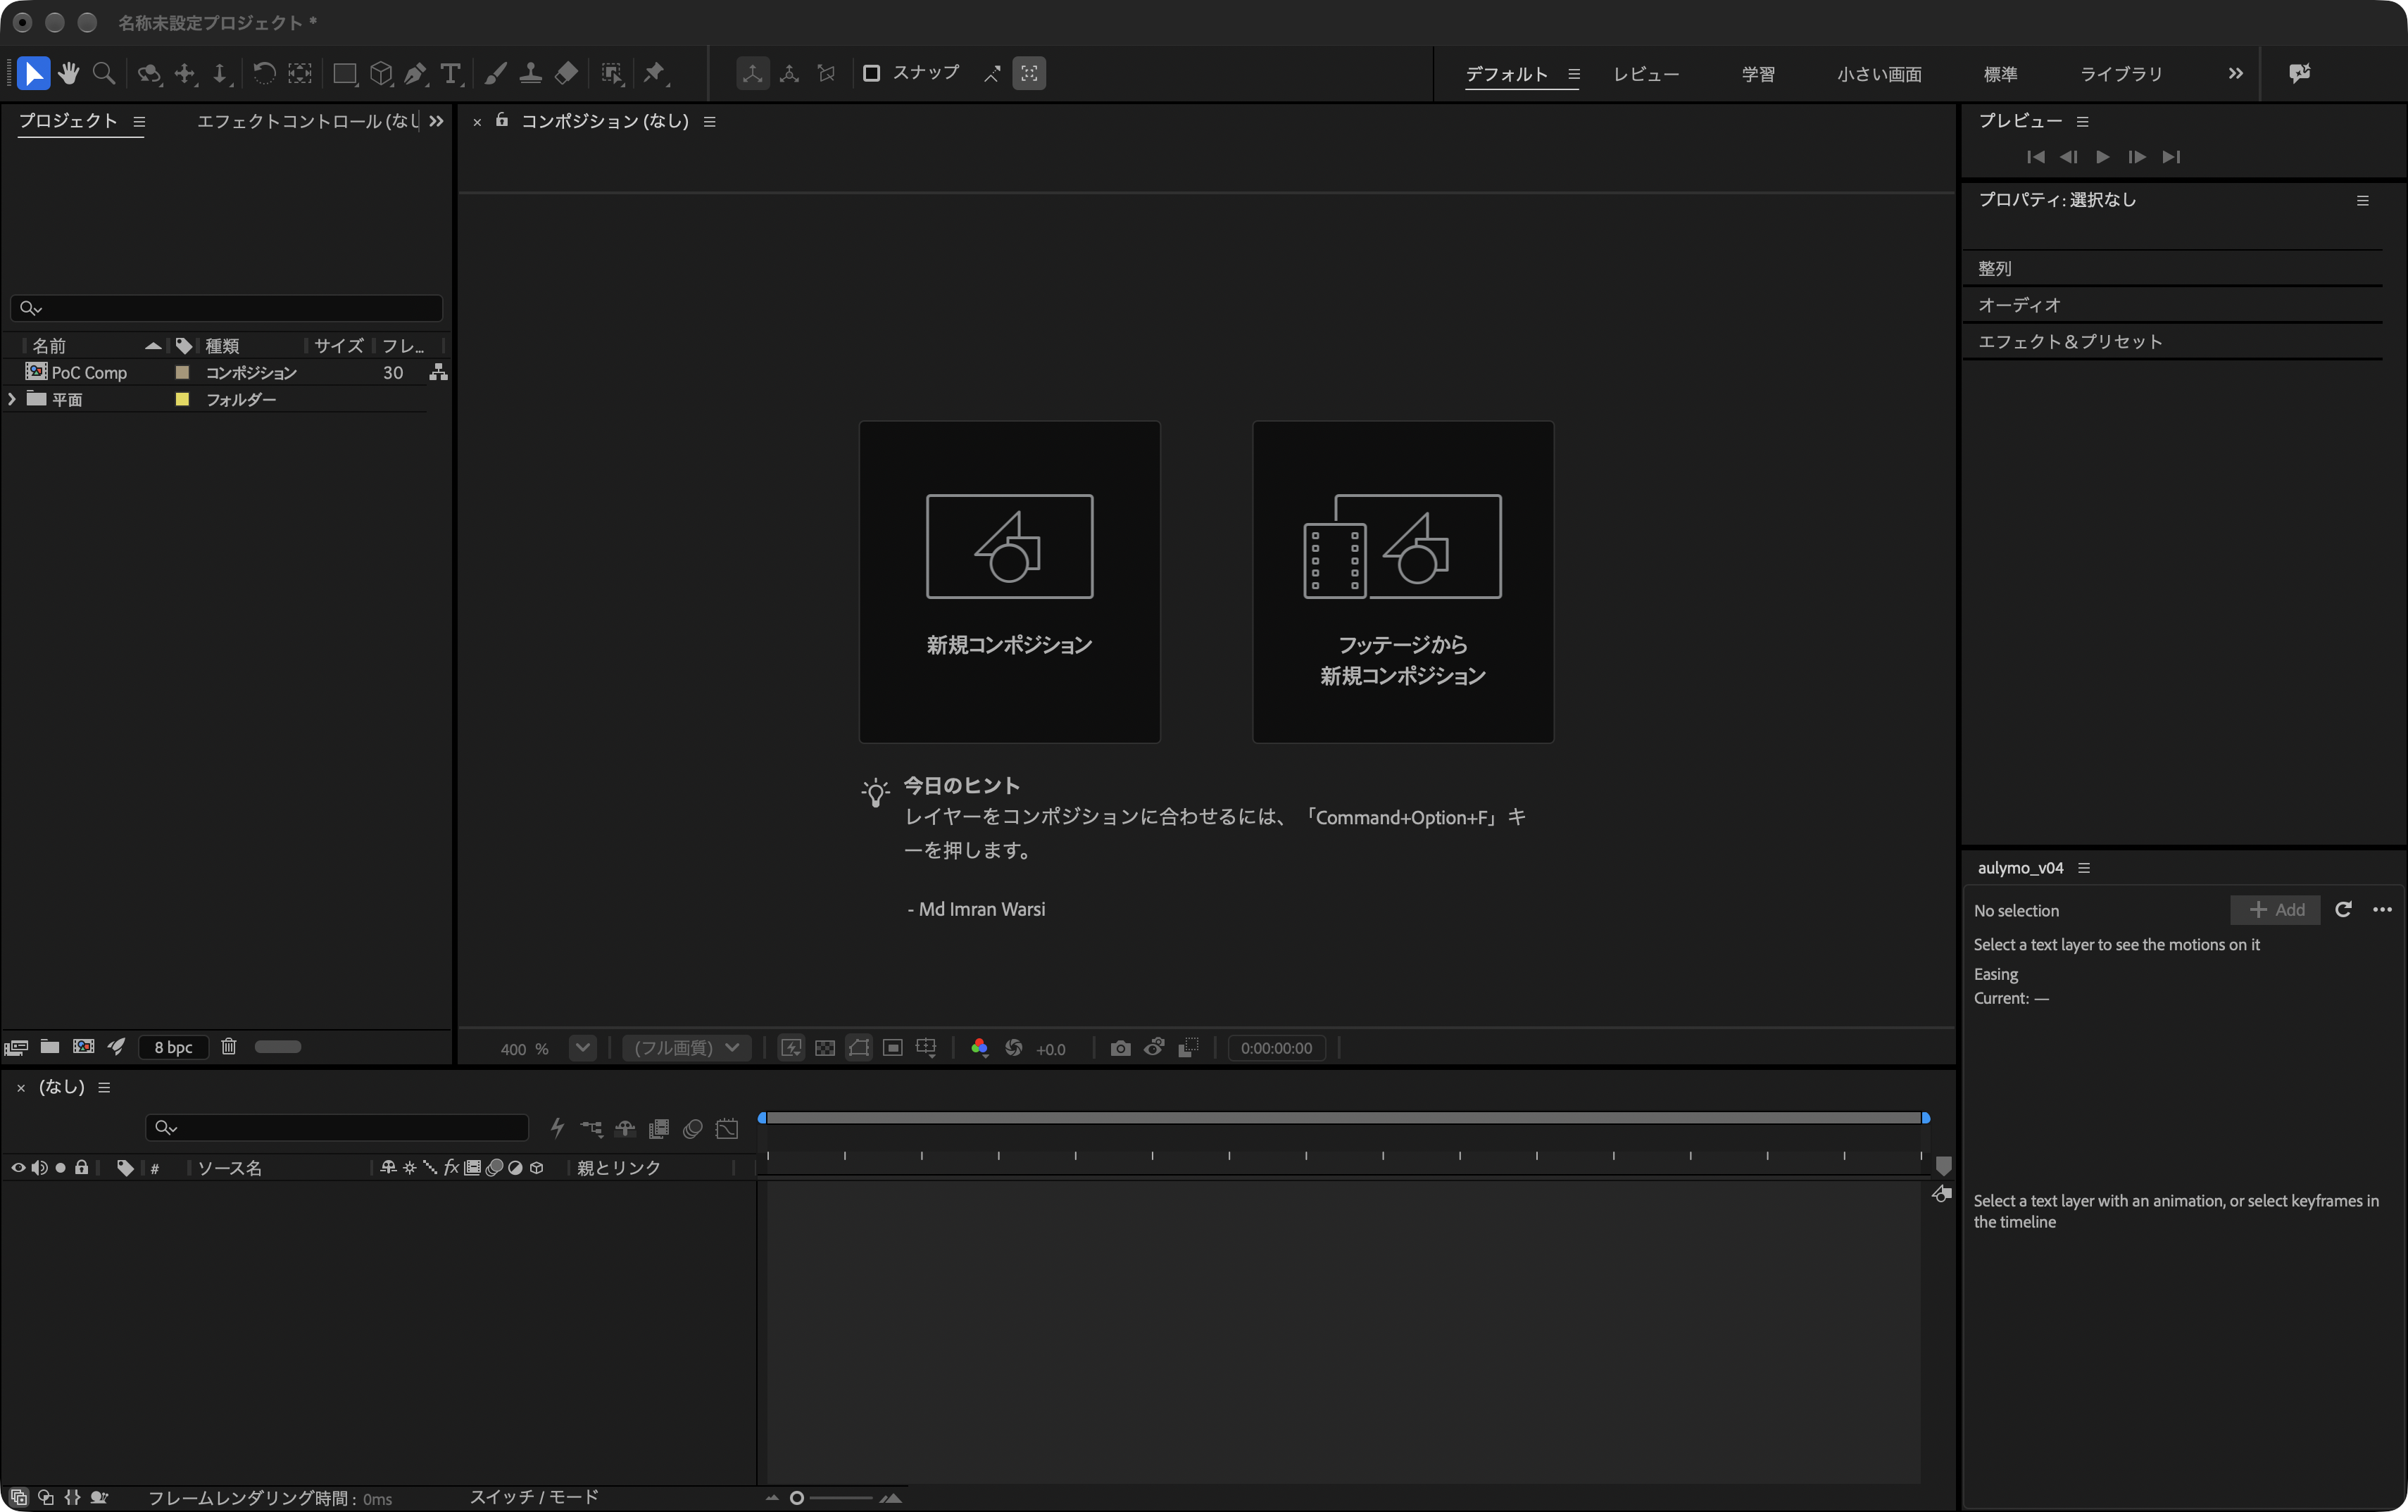 名称未設定プロジェクト *
スナップ
デフォルト
レビュー
学習
小さい画面
標準
ライブラリ
プロジェクト
エフェクトコントロール (なし
コンポジション (なし)
プレビュー
プロパティ: 選択なし
整列
オーディオ
エフェクト＆プリセット
名前 種類 サイズ フレ...
PoC Comp コンポジション 30
平面 フォルダー
新規コンポジション
フッテージから
新規コンポジション
今日のヒント
レイヤーをコンポジションに合わせるには、「Command+Option+F」キ
ーを押します。
- Md Imran Warsi
8 bpc
400 %
(フル画質)
+0.0
0:00:00:00
aulymo_v04
No selection
Add
Select a text layer to see the motions on it
Easing
Current: —
Select a text layer with an animation, or select keyframes in
the timeline
(なし)
# ソース名
fx
親とリンク
フレームレンダリング時間 : 0ms
スイッチ / モード